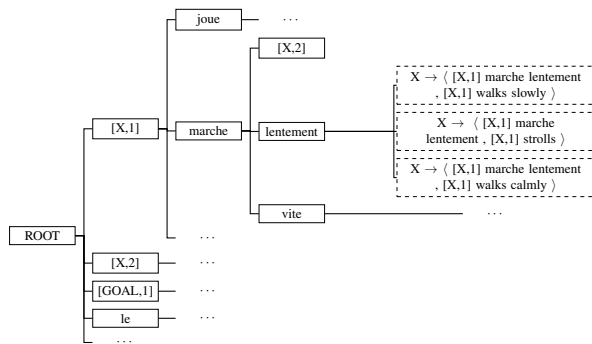 joue ...
[X,2]
X → ⟨ [X,1] marche lentement
, [X,1] walks slowly ⟩
[X,1] marche lentement
X → ⟨ [X,1] marche
lentement , [X,1] strolls ⟩
X → ⟨ [X,1] marche lentement
, [X,1] walks calmly ⟩
vite ...
ROOT ...
[X,2] ...
[GOAL,1] ...
le ...
...